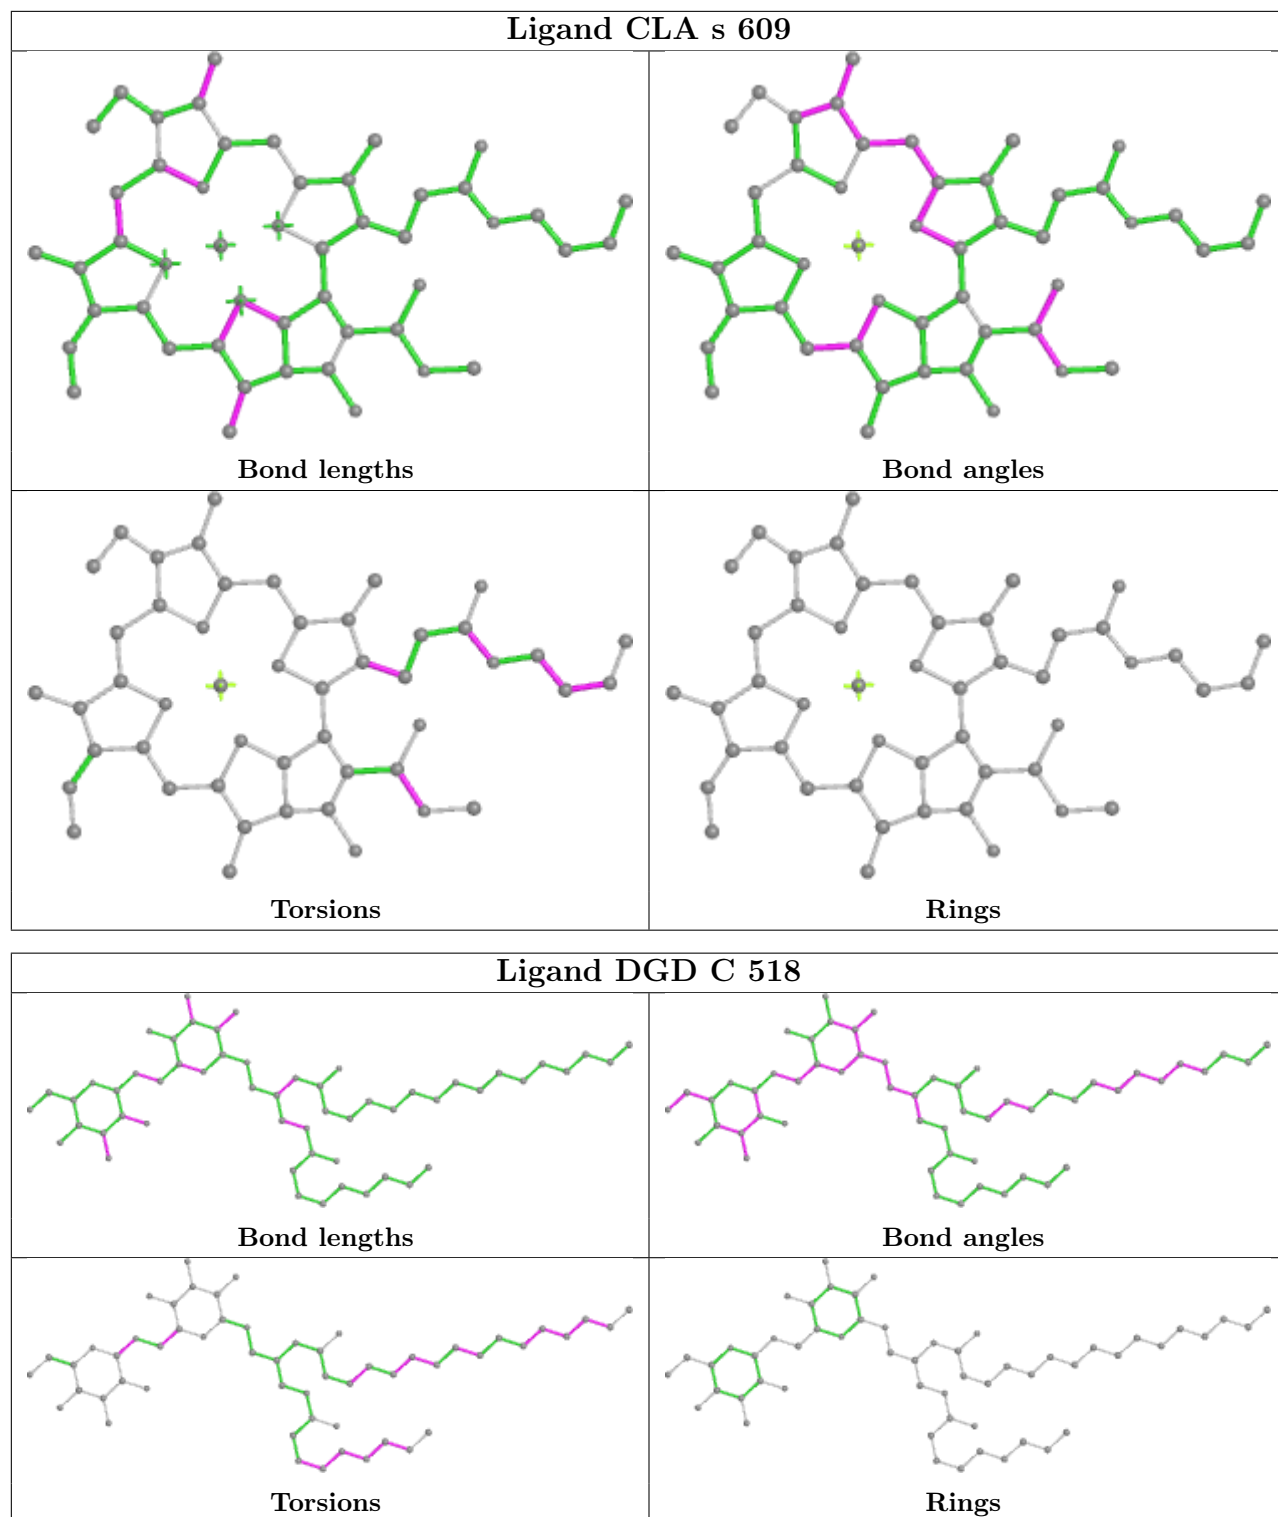 Ligand CLA s 609
Bond lengths
Bond angles
Torsions
Rings
Ligand DGD C 518
Bond lengths
Bond angles
Torsions
Rings